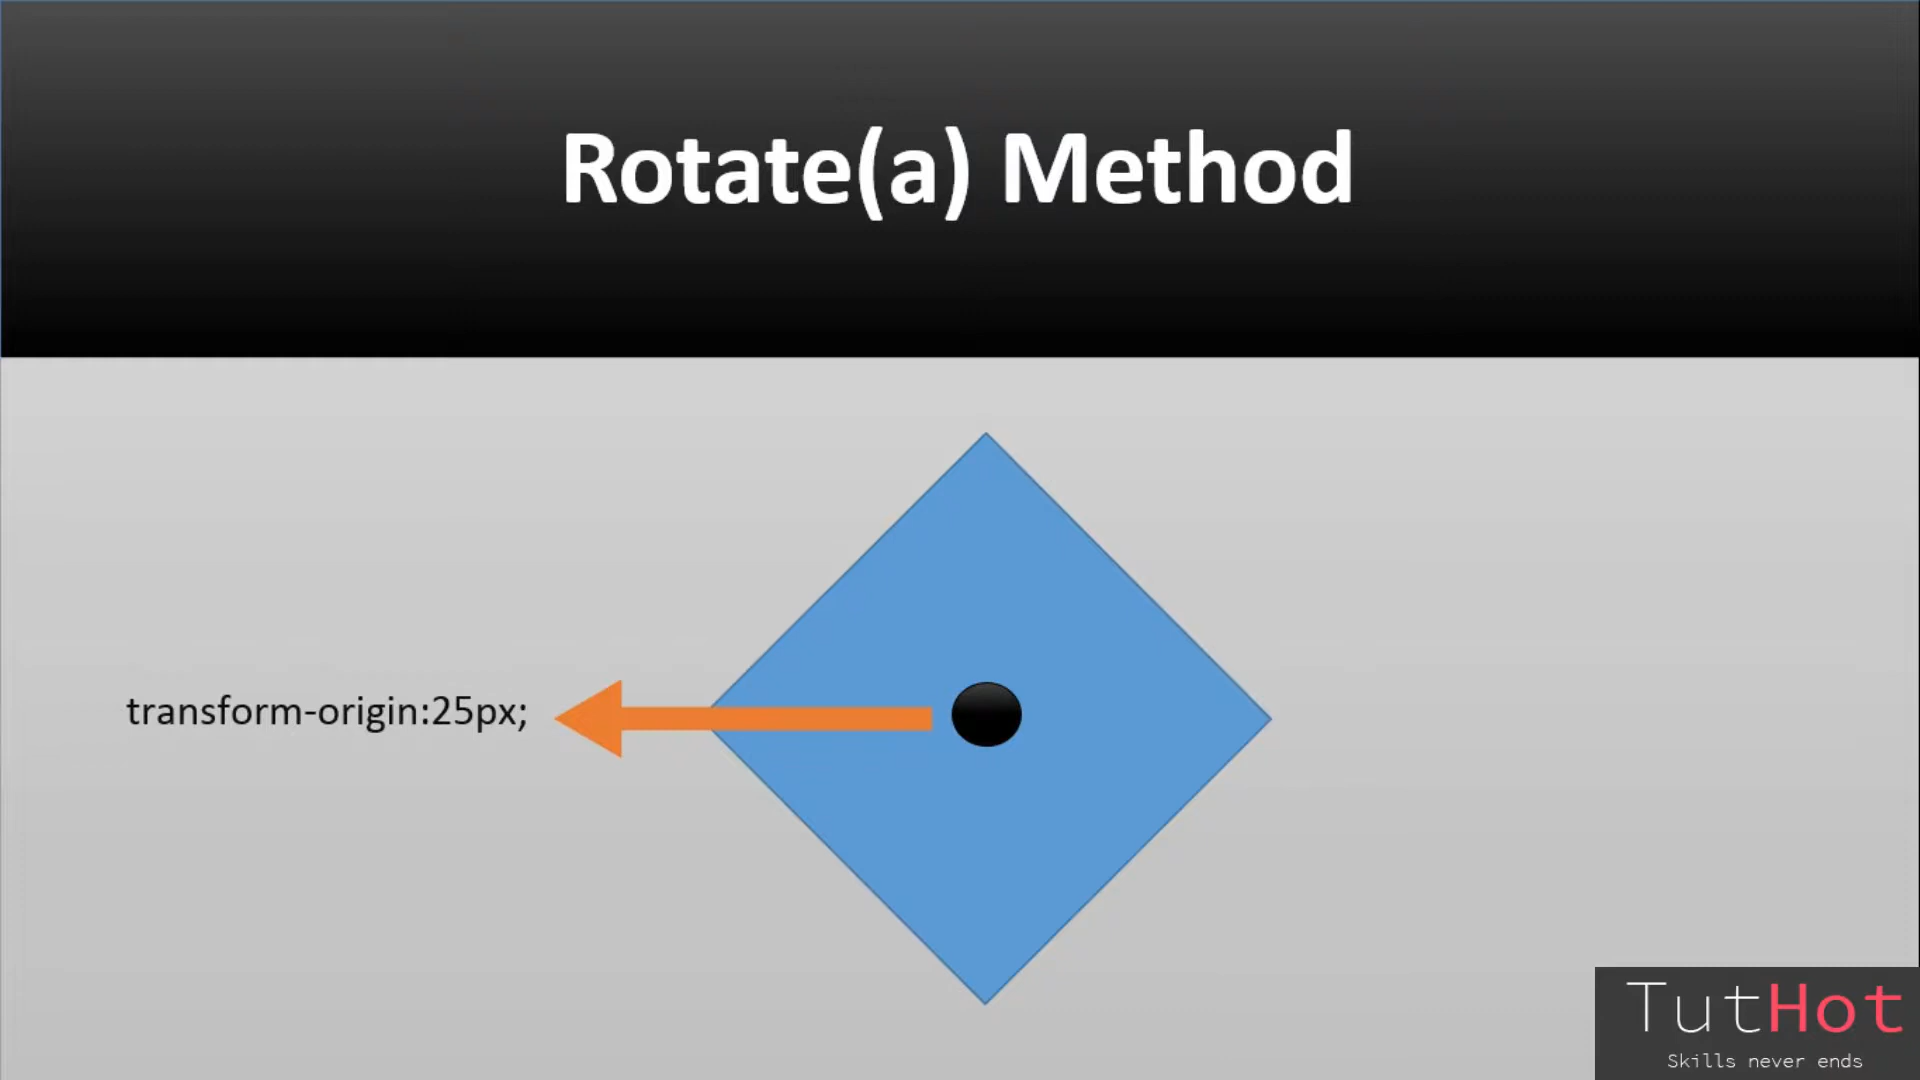 Rotate(a) Method
transform-origin:25px;
TutHot
Skills never ends